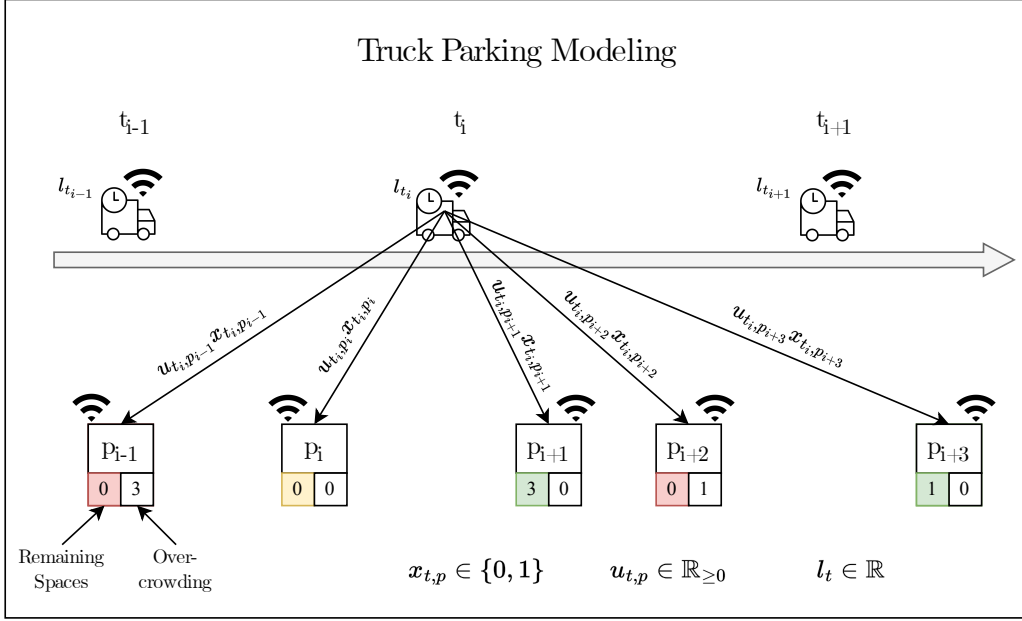 Truck Parking Modeling
t_{i-1} t_i t_{i+1}
l_{t_{i-1}} l_{t_i} l_{t_{i+1}}
u_{t_i,p_{i-1}} x_{t_i,p_{i-1}}
u_{t_i,p_i} x_{t_i,p_i}
u_{t_i,p_{i+1}} x_{t_i,p_{i+1}}
u_{t_i,p_{i+2}} x_{t_i,p_{i+2}}
u_{t_i,p_{i+3}} x_{t_i,p_{i+3}}
p_{i-1} p_i p_{i+1} p_{i+2} p_{i+3}
0 3 0 0 3 0 0 1 1 0
Remaining
Spaces
Over-
crowding
x_{t,p} ∈ {0,1} u_{t,p} ∈ ℝ_{≥0} l_t ∈ ℝ